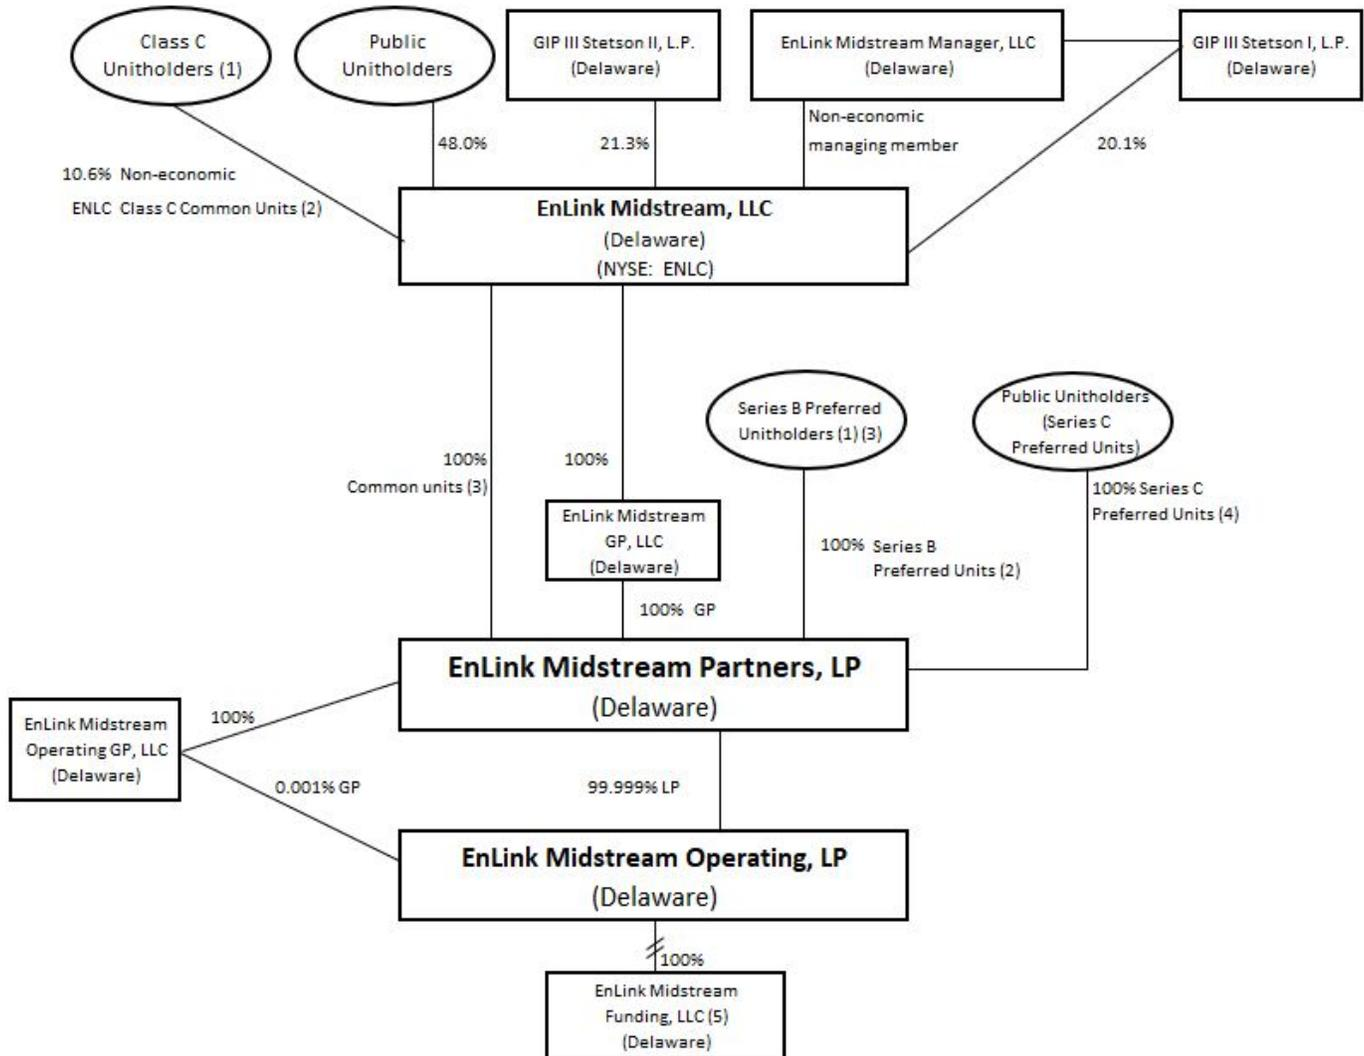 Class C
Unitholders (1)
Public
Unitholders
GIP III Stetson II, L.P.
(Delaware)
EnLink Midstream Manager, LLC
(Delaware)
GIP III Stetson I, L.P.
(Delaware)
10.6% Non-economic
ENLC Class C Common Units (2)
48.0%
21.3%
Non-economic
managing member
20.1%
EnLink Midstream, LLC
(Delaware)
(NYSE: ENLC)
100%
Common units (3)
100%
EnLink Midstream
GP, LLC
(Delaware)
100% GP
Series B Preferred
Unitholders (1) (3)
100% Series B
Preferred Units (2)
Public Unitholders
(Series C
Preferred Units)
100% Series C
Preferred Units (4)
EnLink Midstream Partners, LP
(Delaware)
EnLink Midstream
Operating GP, LLC
(Delaware)
100%
0.001% GP
99.999% LP
EnLink Midstream Operating, LP
(Delaware)
100%
EnLink Midstream
Funding, LLC (5)
(Delaware)